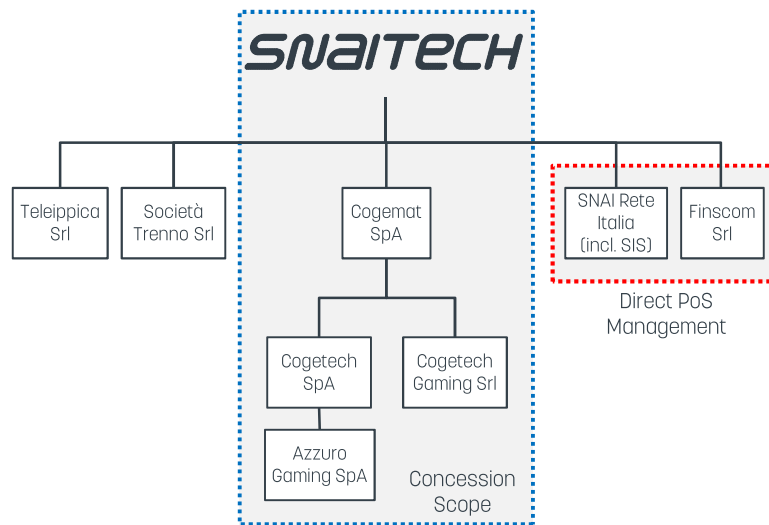 SNAITECH
Teleippica
Srl
Società
Trenno Srl
Cogemat
SpA
SNAI Rete
Italia
(incl. SIS)
Finscom
Srl
Direct PoS
Management
Cogetech
SpA
Cogetech
Gaming Srl
Azzuro
Gaming SpA
Concession
Scope